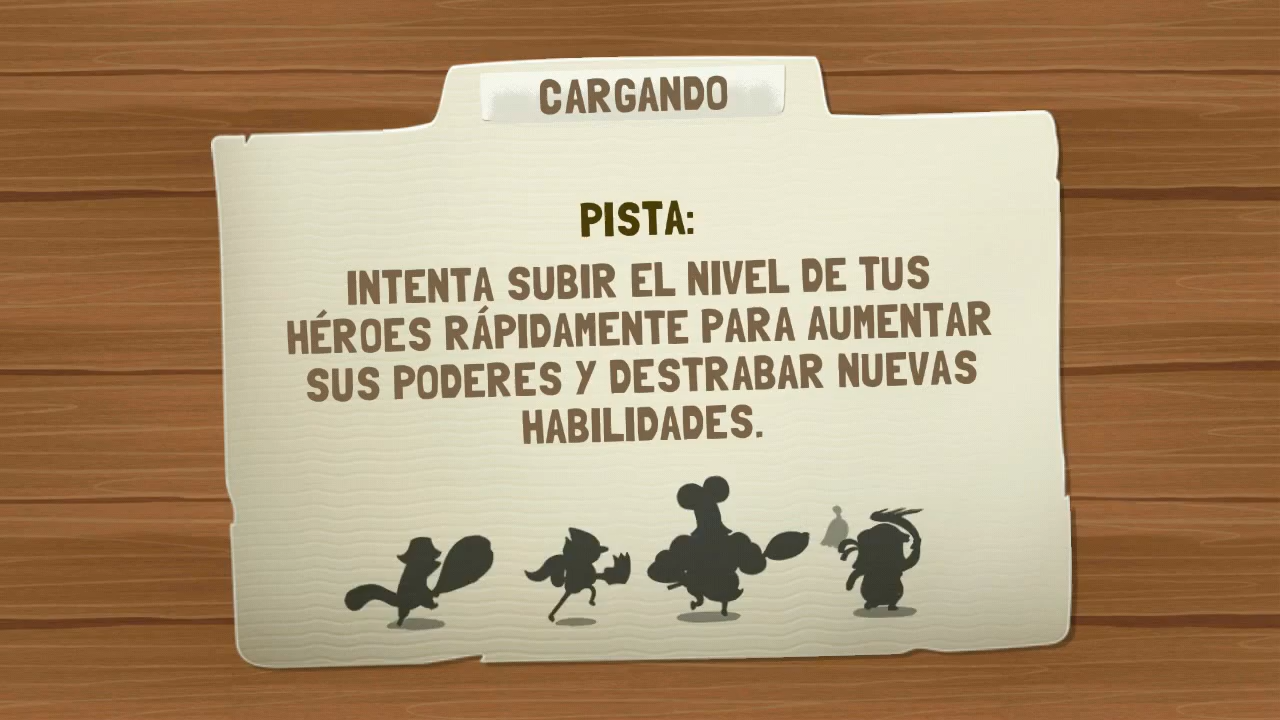 CARGANDO
PISTA:
INTENTA SUBIR EL NIVEL DE TUS
HÉROES RÁPIDAMENTE PARA AUMENTAR
SUS PODERES Y DESTRABAR NUEVAS
HABILIDADES.